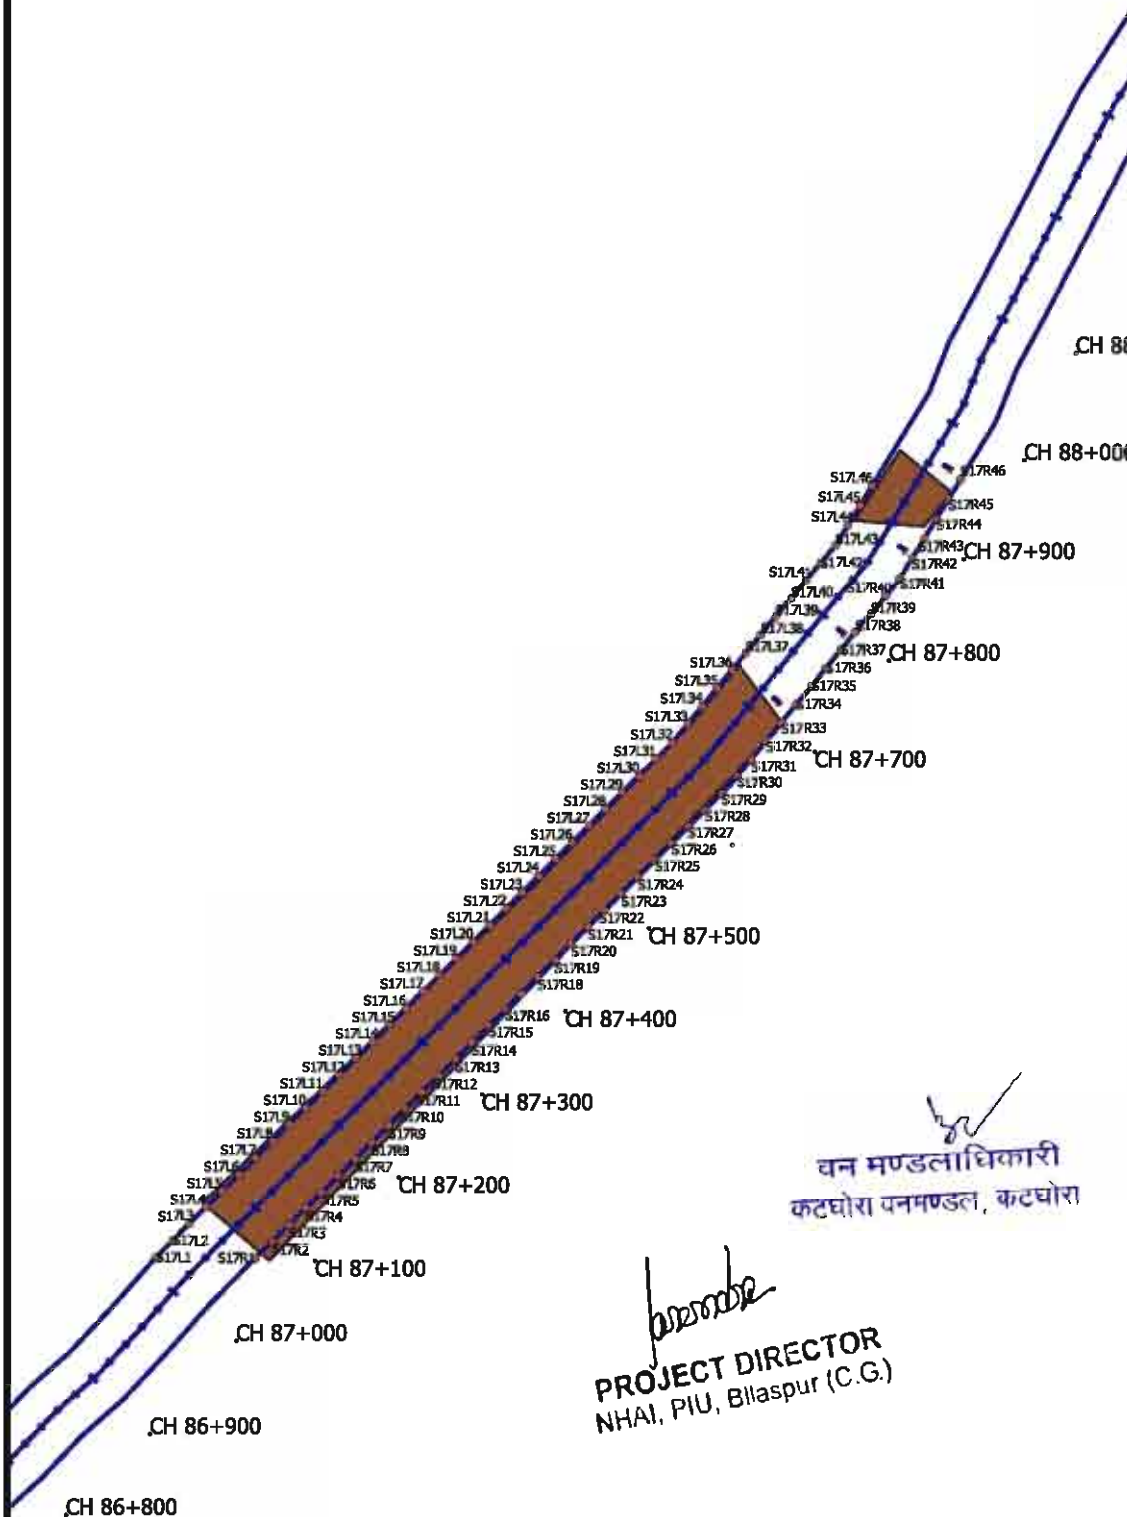 CH 88
CH 88+000
S17L46
S17R46
S17L45
S17R45
S17L44
S17R44
S17L43
S17R43
CH 87+900
S17L42
S17R42
S17L41
S17R41
S17L40
S17R40
S17L39
S17R39
S17L38
S17R38
S17L37
S17R37
CH 87+800
S17L36
S17R36
S17L35
S17R35
S17L34
S17R34
S17L33
S17R33
S17L32
S17R32
CH 87+700
S17L31
S17R31
S17L30
S17R30
S17L29
S17R29
S17L28
S17R28
S17L27
S17R27
S17L26
S17R26
S17L25
S17R25
S17L24
S17R24
S17L23
S17R23
S17L22
S17R22
S17L21
S17R21
CH 87+500
S17L20
S17R20
S17L19
S17R19
S17L18
S17R18
S17L17
S17L16
S17R16
CH 87+400
S17L15
S17R15
S17L14
S17R14
S17L13
S17R13
S17L12
S17R12
S17L11
S17R11
CH 87+300
S17L10
S17R10
S17L9
S17R9
S17L8
S17R8
S17L7
S17R7
S17L6
S17R6
CH 87+200
S17L5
S17R5
S17L4
S17R4
S17L3
S17R3
S17L2
S17R2
S17L1
S17R1
CH 87+100
CH 87+000
CH 86+900
CH 86+800
वन मण्डलाधिकारी
कटघोरा वनमण्डल, कटघोरा
PROJECT DIRECTOR
NHAI, PIU, Bilaspur (C.G.)